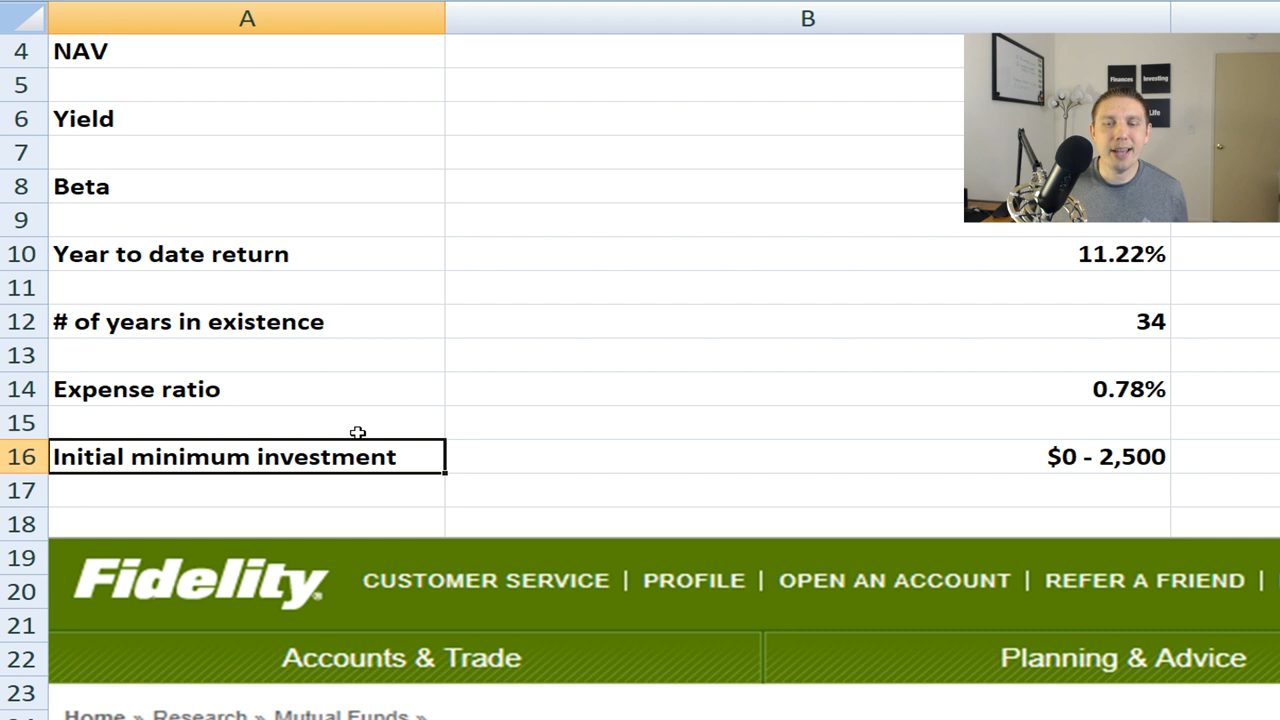 A B
4 NAV
5
6 Yield
7
8 Beta
9
10 Year to date return 11.22%
11
12 # of years in existence 34
13
14 Expense ratio 0.78%
15
16 Initial minimum investment $0 - 2,500
17
18
19
20
21
22
23
Finances
Investing
Life
Fidelity
CUSTOMER SERVICE | PROFILE | OPEN AN ACCOUNT | REFER A FRIEND |
Accounts & Trade Planning & Advice
Home » Research » Mutual Funds »